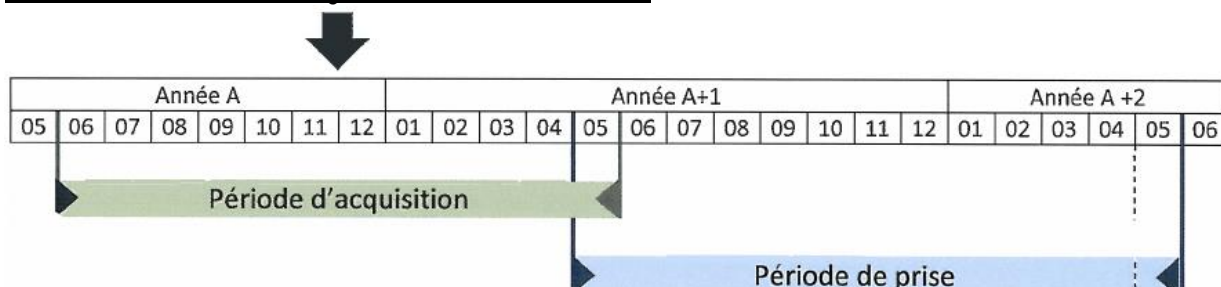 Année A Année A+1 Année A +2
05 06 07 08 09 10 11 12 01 02 03 04 05 06 07 08 09 10 11 12 01 02 03 04 05 06
Période d'acquisition
Période de prise